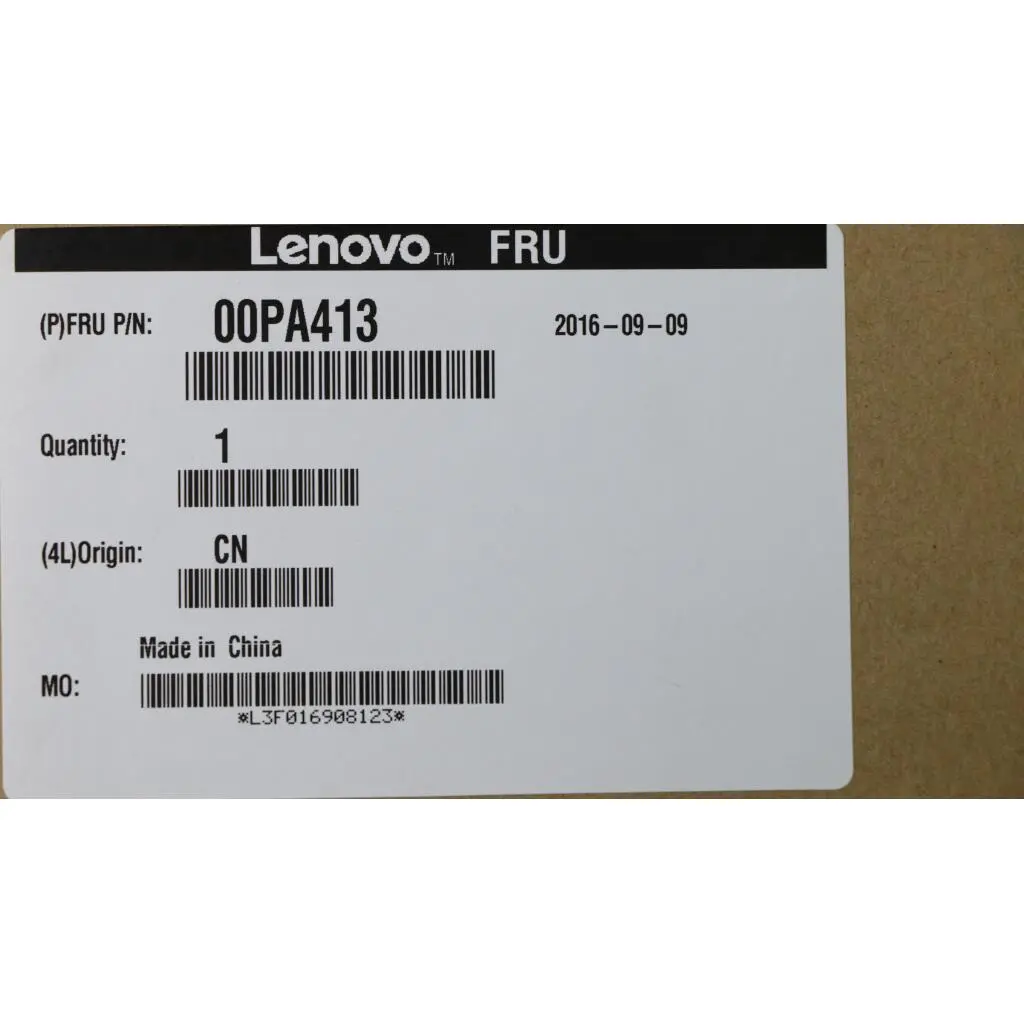 Lenovo™ FRU
(P)FRU P/N: 00PA413 2016-09-09
Quantity: 1
(4L)Origin: CN
Made in China
MO:
*L3F016908123*